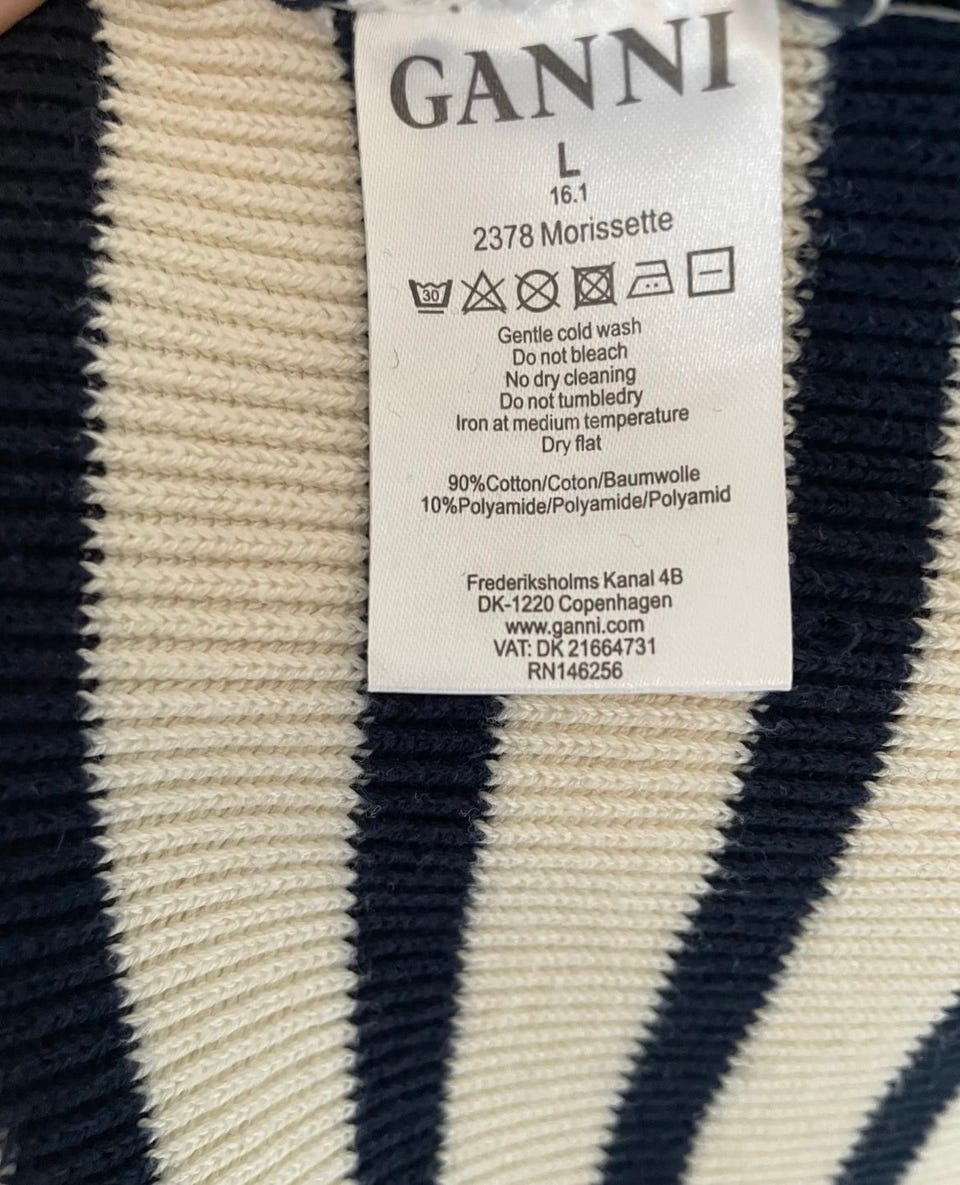 GANNI
L
16.1
2378 Morissette
30
Gentle cold wash
Do not bleach
No dry cleaning
Do not tumbledry
Iron at medium temperature
Dry flat
90%Cotton/Coton/Baumwolle
10%Polyamide/Polyamide/Polyamid
Frederiksholms Kanal 4B
DK-1220 Copenhagen
www.ganni.com
VAT: DK 21664731
RN146256